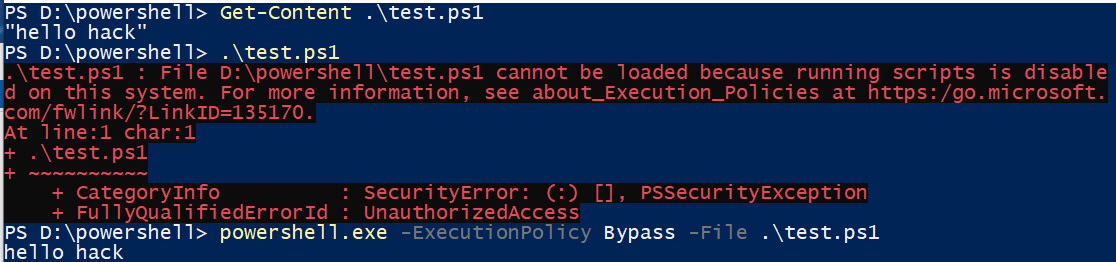 PS D:\powershell> Get-Content .\test.ps1
"hello hack"
PS D:\powershell> .\test.ps1
.\test.ps1 : File D:\powershell\test.ps1 cannot be loaded because running scripts is disable
d on this system. For more information, see about_Execution_Policies at https:/go.microsoft.
com/fwlink/?LinkID=135170.
At line:1 char:1
+ .\test.ps1
+ ~~~~~~~~~~
    + CategoryInfo          : SecurityError: (:) [], PSSecurityException
    + FullyQualifiedErrorId : UnauthorizedAccess
PS D:\powershell> powershell.exe -ExecutionPolicy Bypass -File .\test.ps1
hello hack